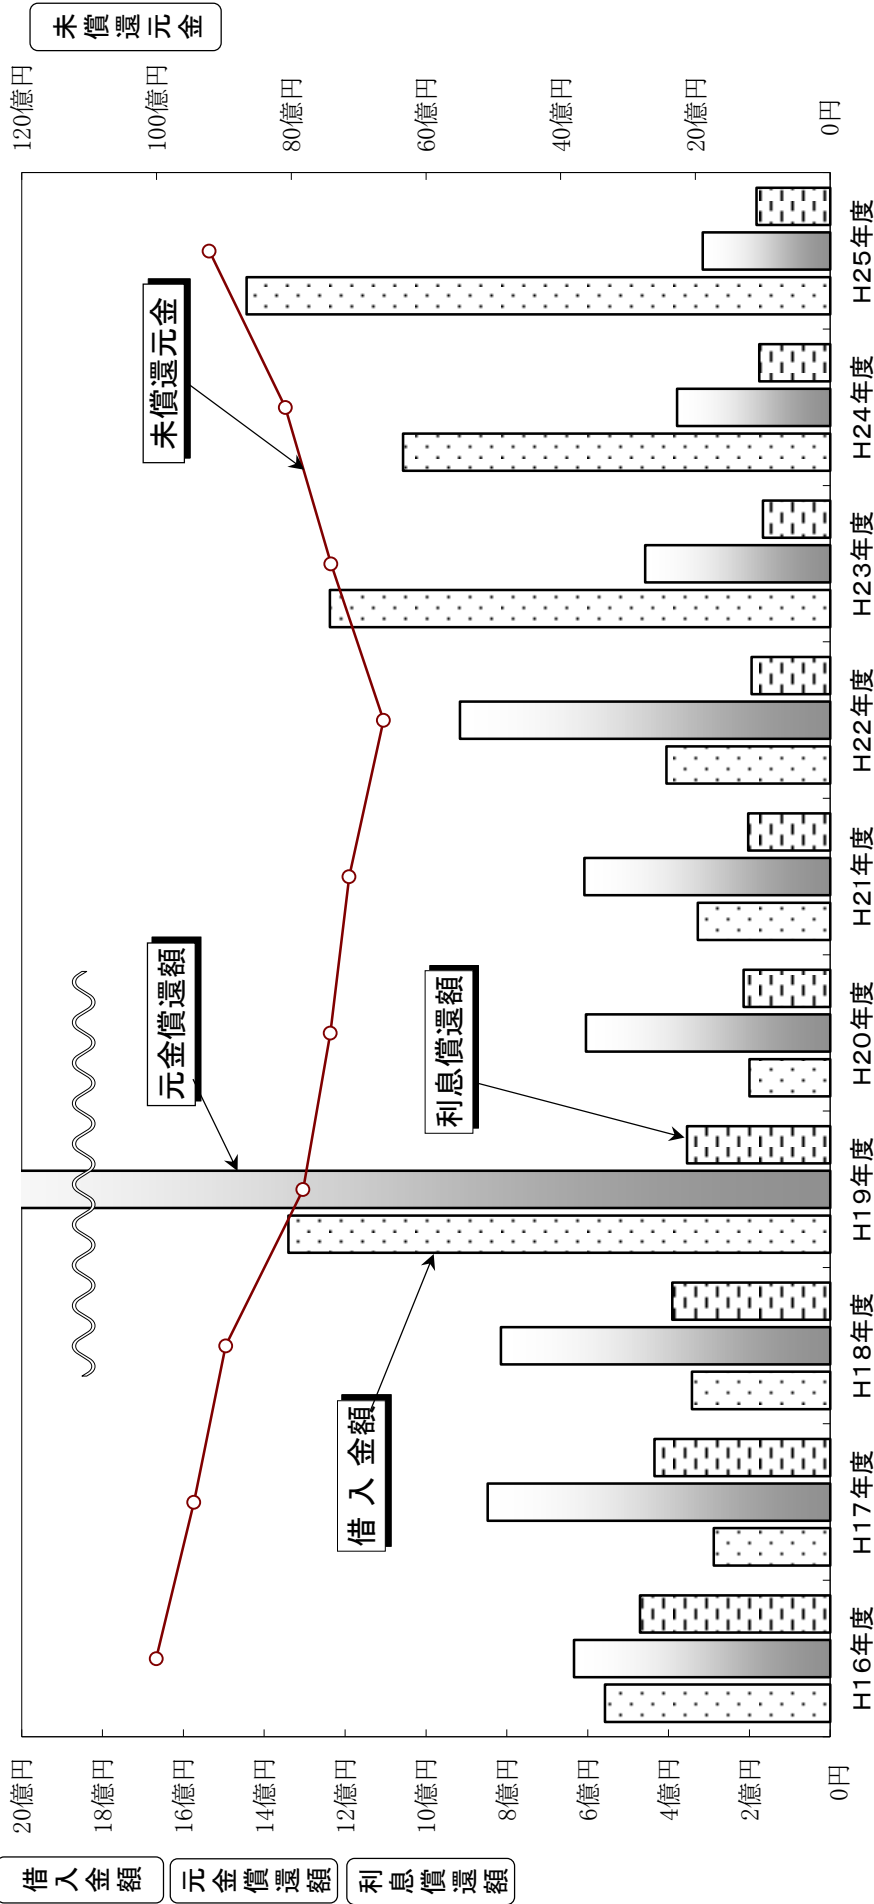 借入金額
元金償還額
利息償還額
未償還元金
20億円
18億円
16億円
14億円
12億円
10億円
8億円
6億円
4億円
2億円
0円
120億円
100億円
80億円
60億円
40億円
20億円
0円
借入金額
元金償還額
利息償還額
未償還元金
H16年度
H17年度
H18年度
H19年度
H20年度
H21年度
H22年度
H23年度
H24年度
H25年度